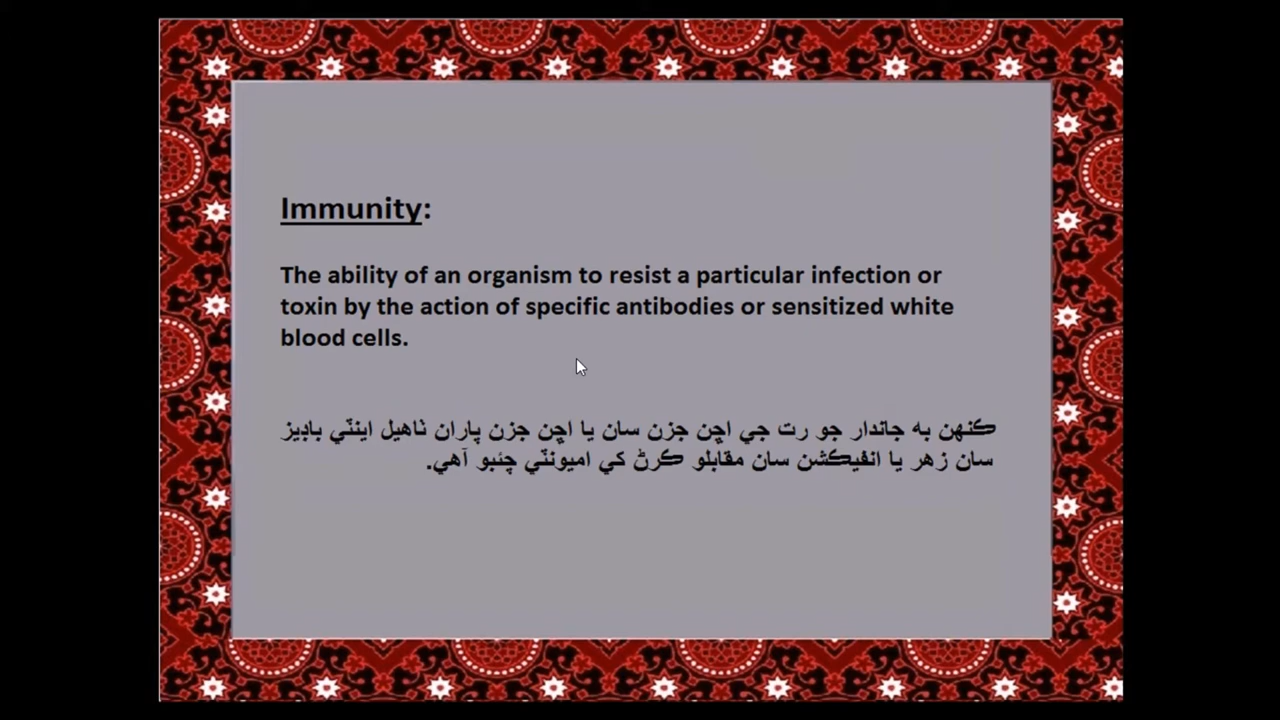 Immunity:
The ability of an organism to resist a particular infection or
toxin by the action of specific antibodies or sensitized white
blood cells.
ڪنهن به جاندار جو رت جي اڇن جزن سان يا اڇن جزن پاران ٺاهيل اينٽي باڊيز
سان زهر يا انفيڪشن سان مقابلو ڪرڻ کي اميونٽي چئبو آهي.